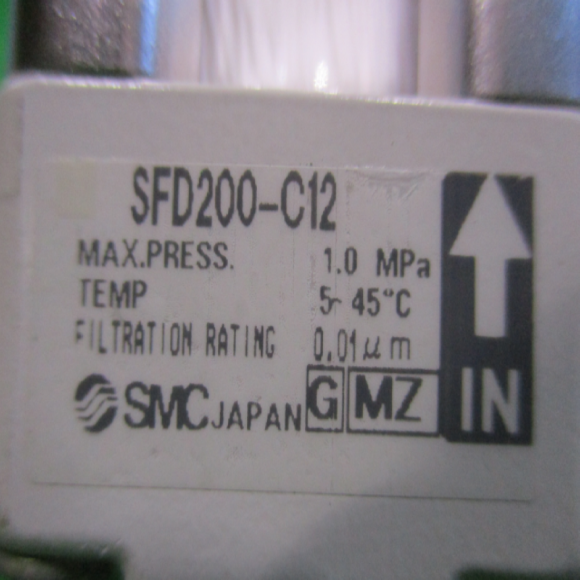 SFD200-C12
MAX.PRESS. 1.0 MPa
TEMP 5~45°C
FILTRATION RATING 0.01μm
SMC JAPAN G MZ
IN